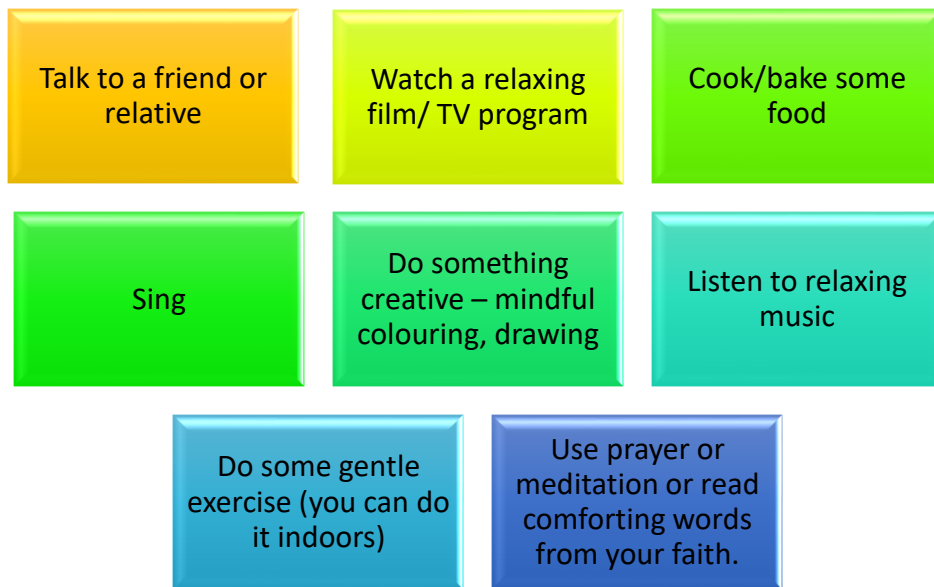 Talk to a friend or
relative
Watch a relaxing
film/ TV program
Cook/bake some
food
Sing
Do something
creative – mindful
colouring, drawing
Listen to relaxing
music
Do some gentle
exercise (you can do
it indoors)
Use prayer or
meditation or read
comforting words
from your faith.